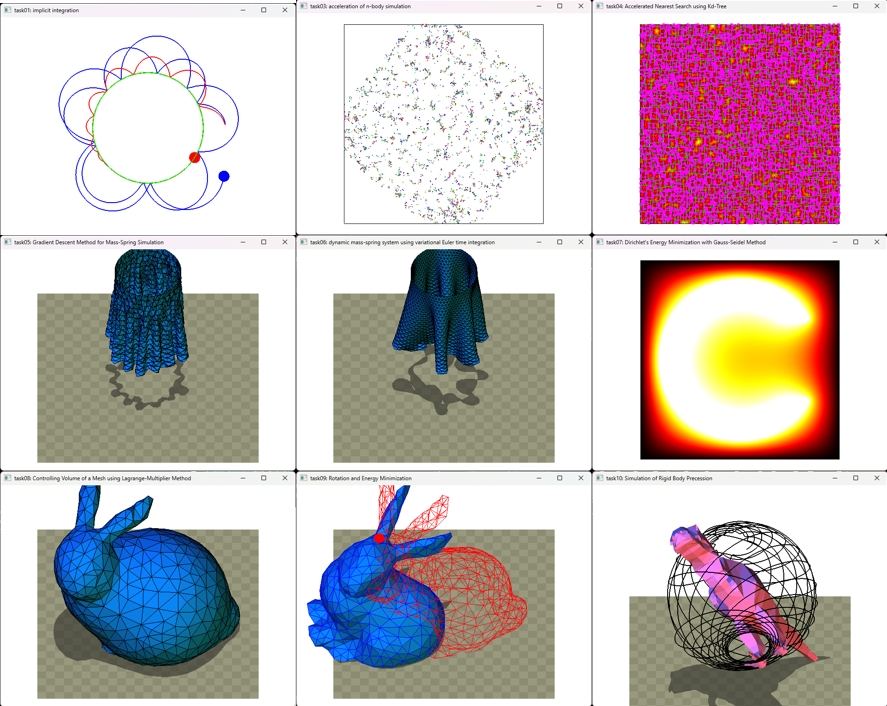 task01: implicit integration
task03: acceleration of n-body simulation
task04: Accelerated Nearest Search using Kd-Tree
task05: Gradient Descent Method for Mass-Spring Simulation
task06: dynamic mass-spring system using variational Euler time integration
task07: Dirichlet's Energy Minimization with Gauss-Seidel Method
task08: Controlling Volume of a Mesh using Lagrange-Multiplier Method
task09: Rotation and Energy Minimization
task10: Simulation of Rigid Body Precession